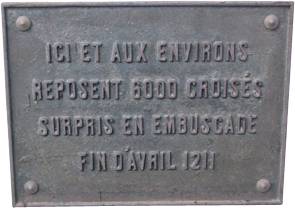 ICI ET AUX ENVIRONS
REPOSENT 6000 CROISÉS
SURPRIS EN EMBUSCADE
FIN D'AVRIL 1211